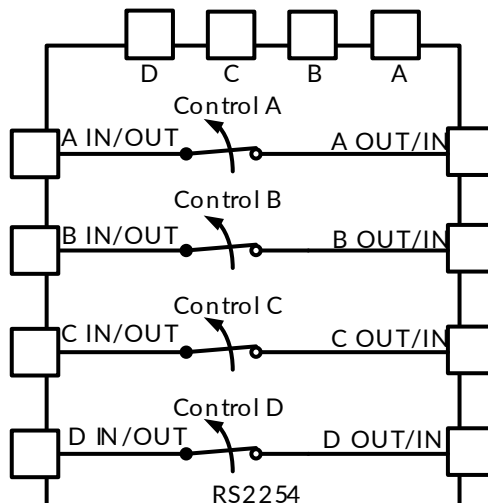 D C B A
Control A
A IN/OUT A OUT/IN
Control B
B IN/OUT B OUT/IN
Control C
C IN/OUT C OUT/IN
Control D
D IN/OUT D OUT/IN
RS2254